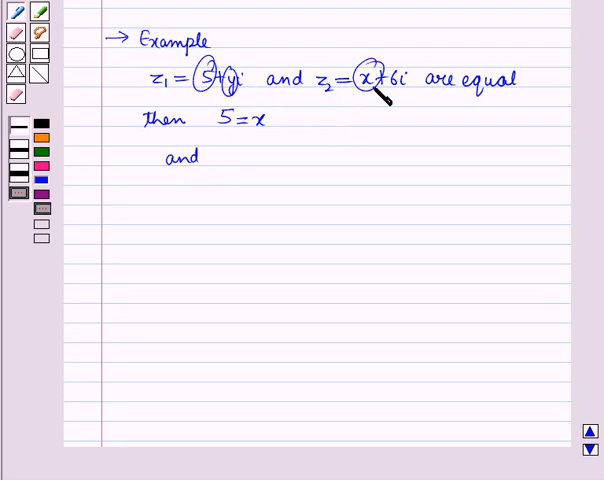 → Example
z₁ = 5+yi and z₂ = x+6i are equal
then 5=x
and